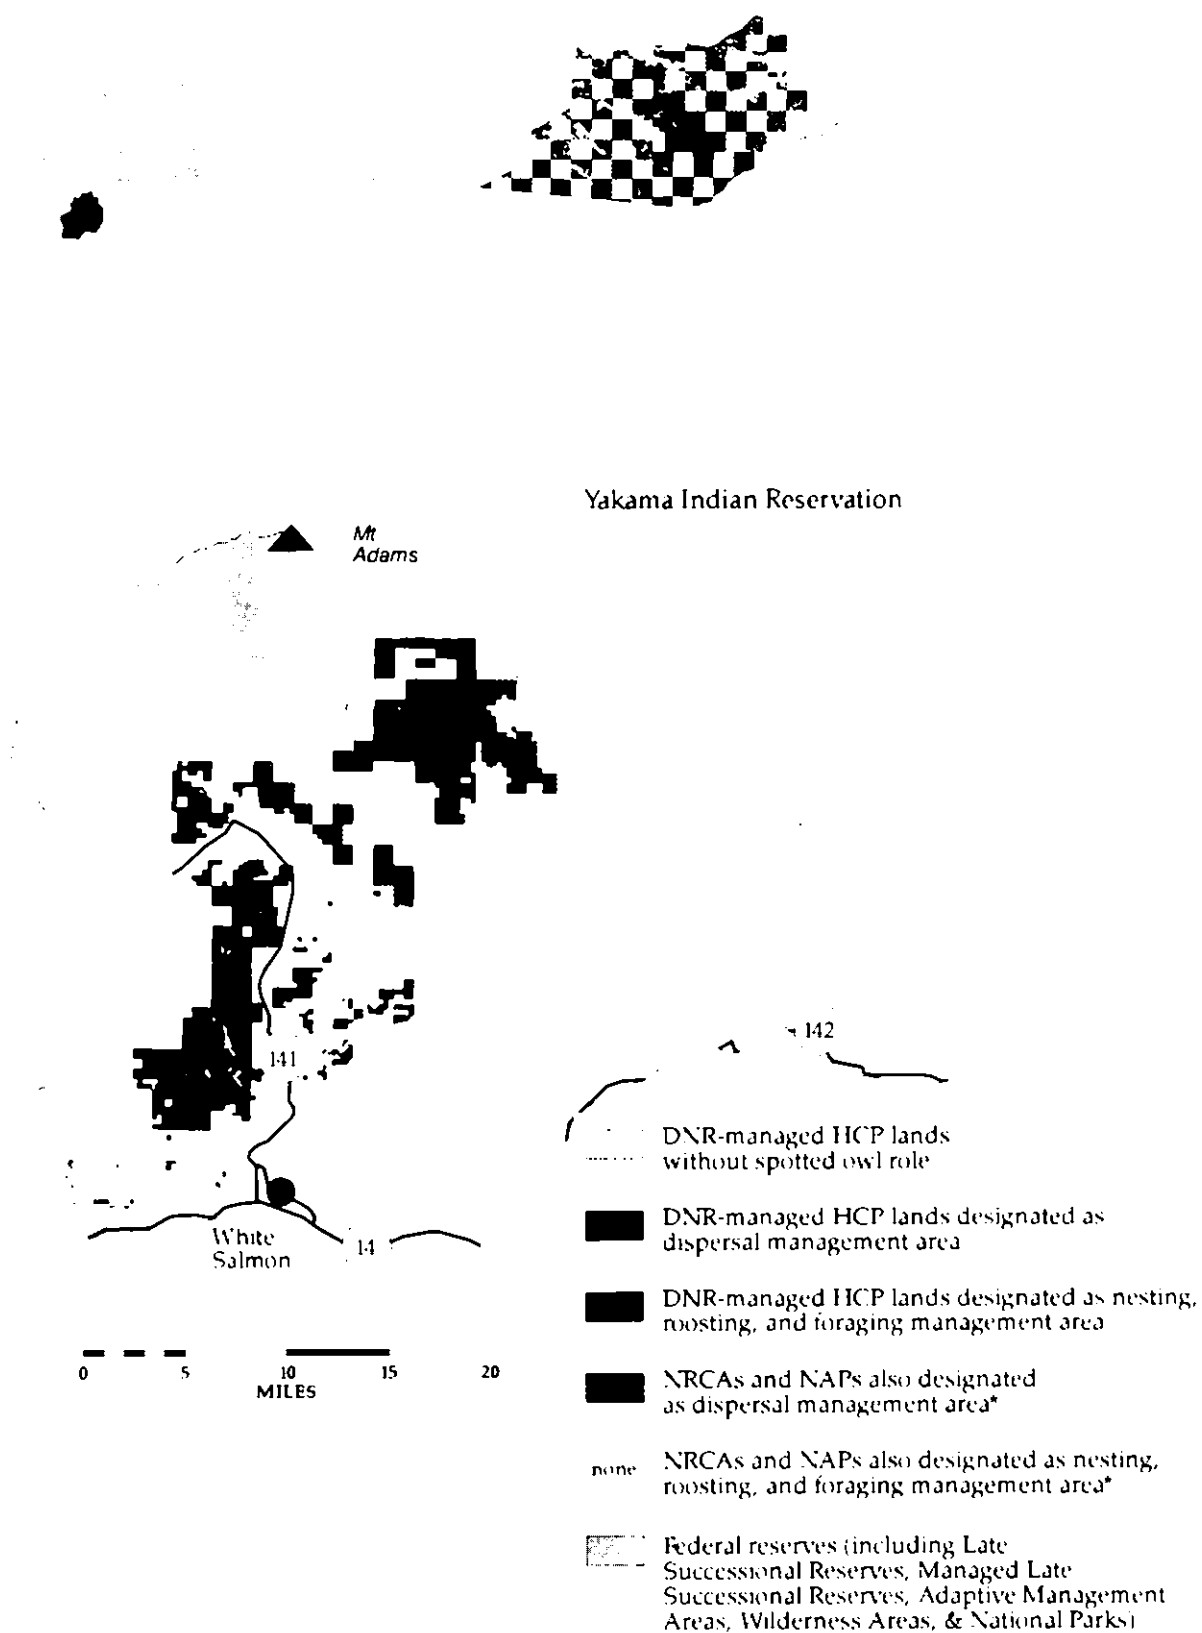 Yakama Indian Reservation
Mt
Adams
142
141
White
Salmon
14
0 5 10 15 20
MILES
DNR-managed HCP lands
without spotted owl role
DNR-managed HCP lands designated as
dispersal management area
DNR-managed HCP lands designated as nesting,
roosting, and foraging management area
NRCAs and NAPs also designated
as dispersal management area*
none
NRCAs and NAPs also designated as nesting,
roosting, and foraging management area*
Federal reserves (including Late
Successional Reserves, Managed Late
Successional Reserves, Adaptive Management
Areas, Wilderness Areas, & National Parks)